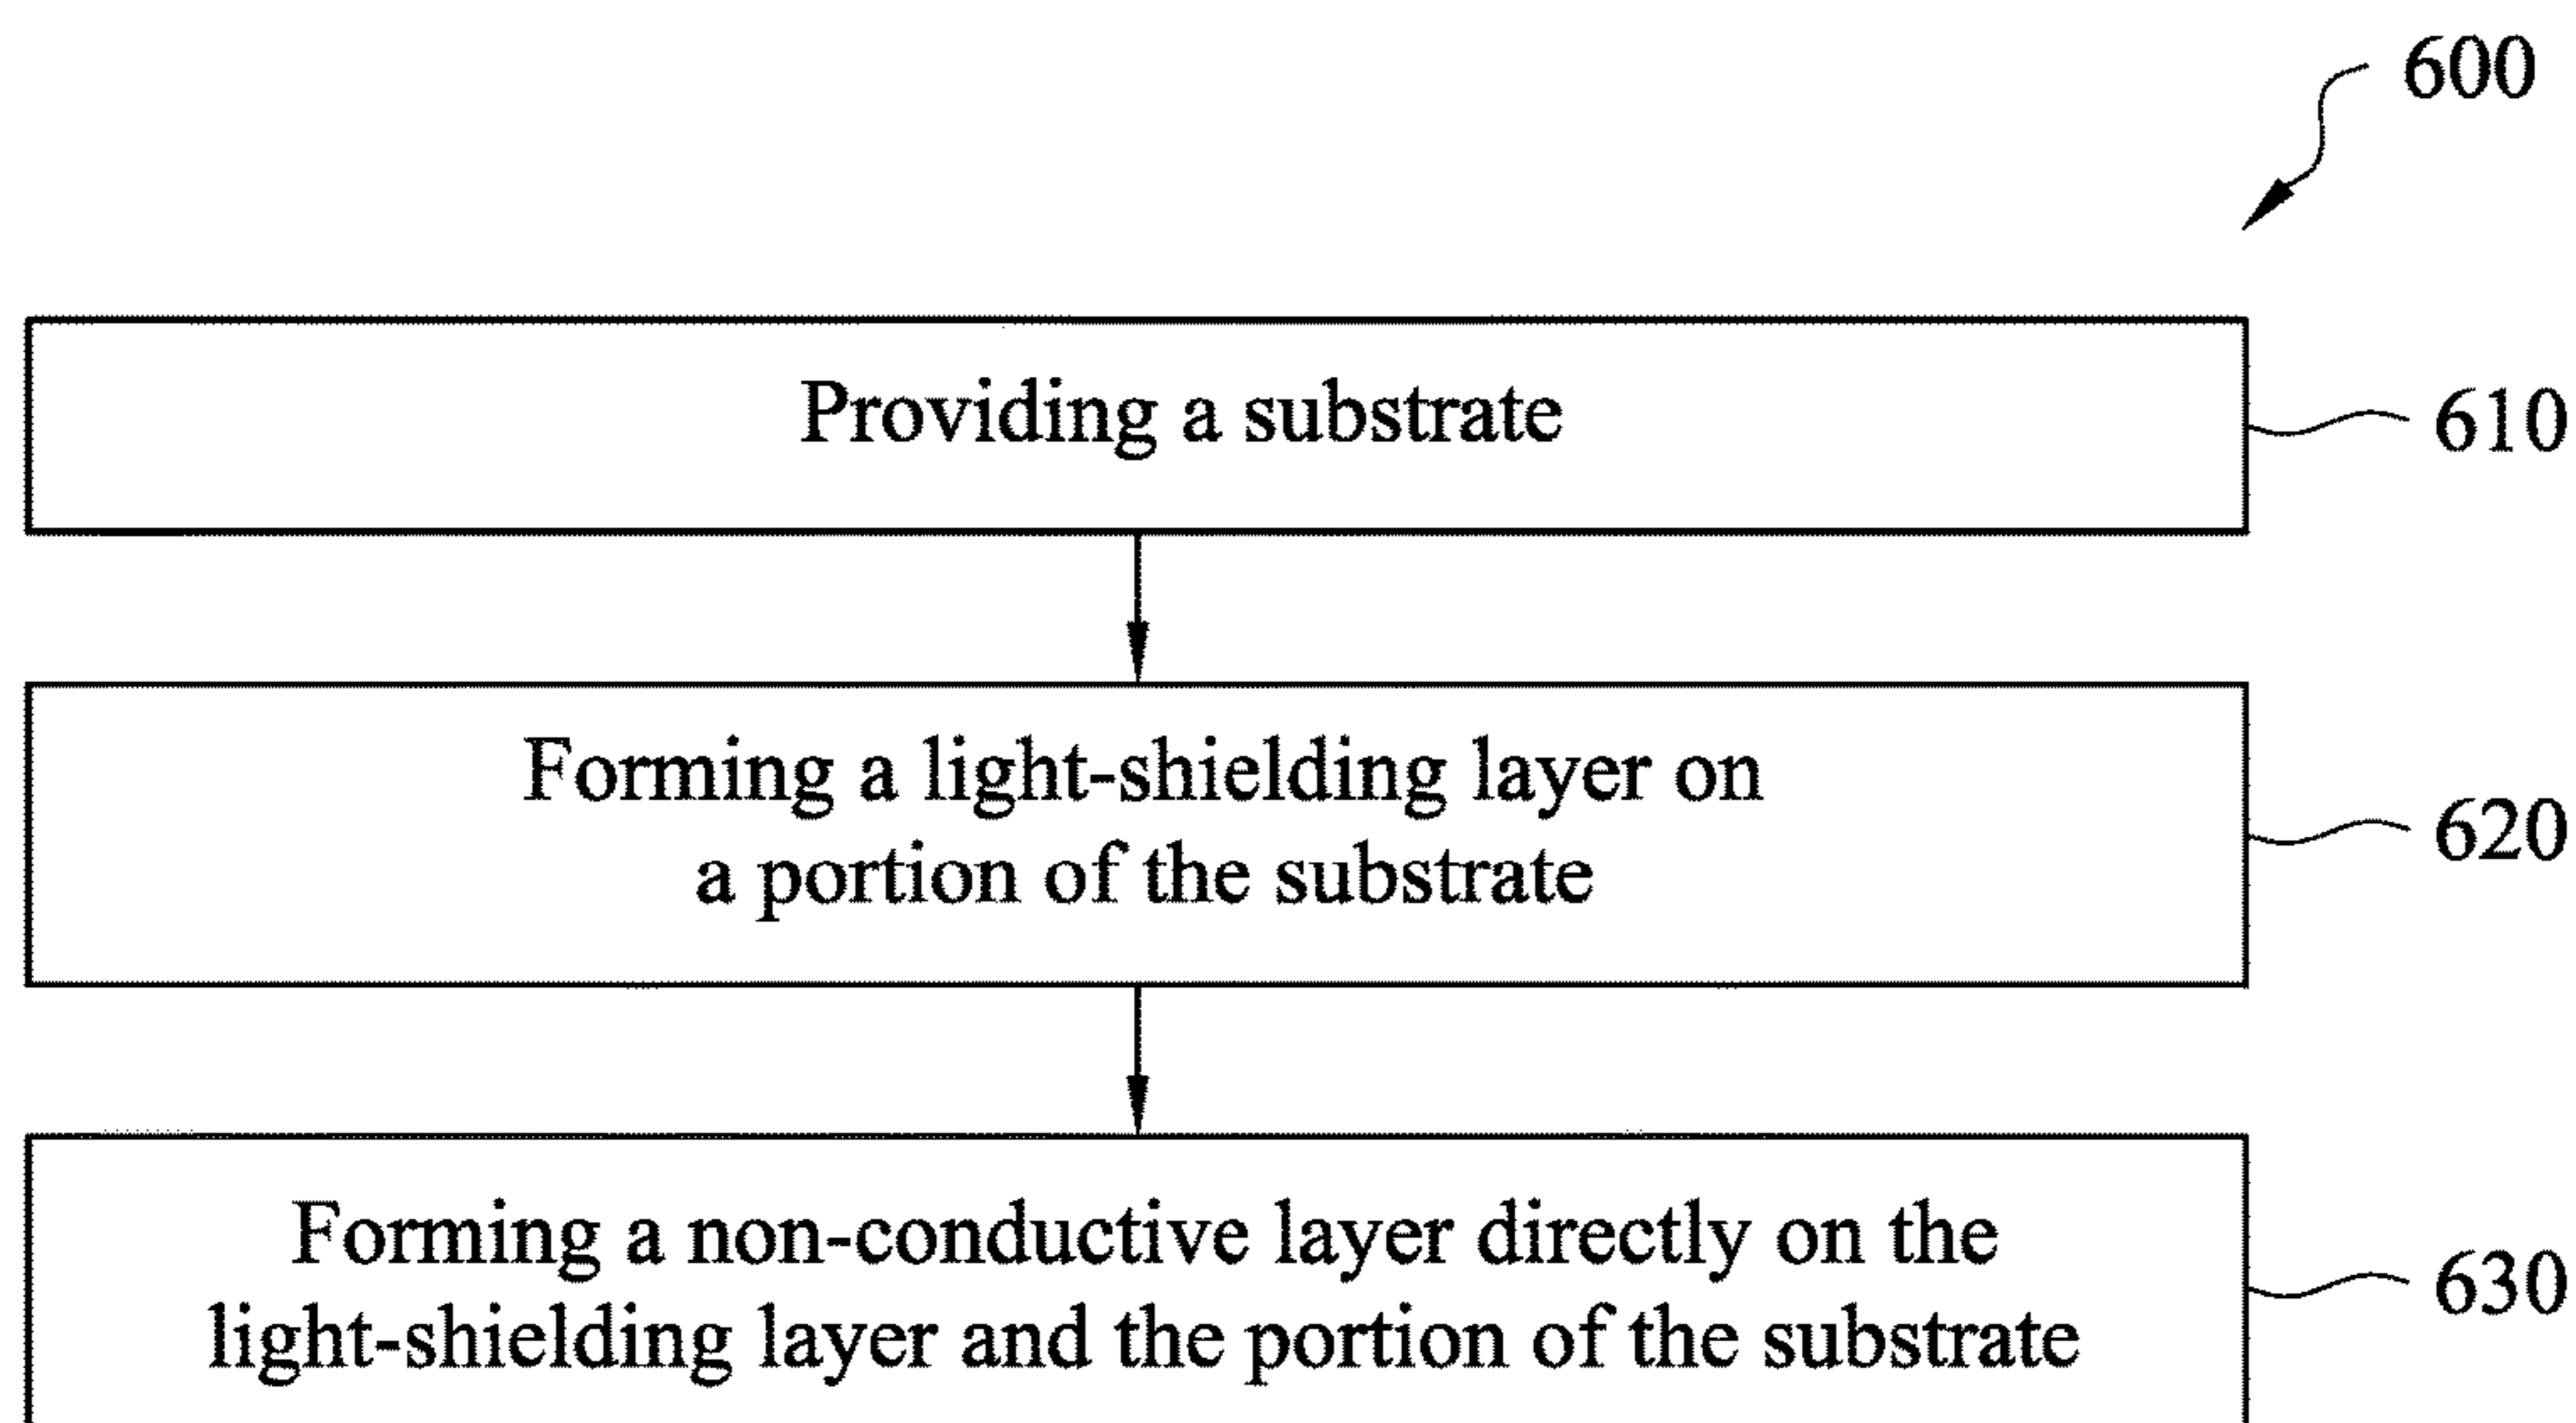 600
Providing a substrate
610
Forming a light-shielding layer on
a portion of the substrate
620
Forming a non-conductive layer directly on the
light-shielding layer and the portion of the substrate
630